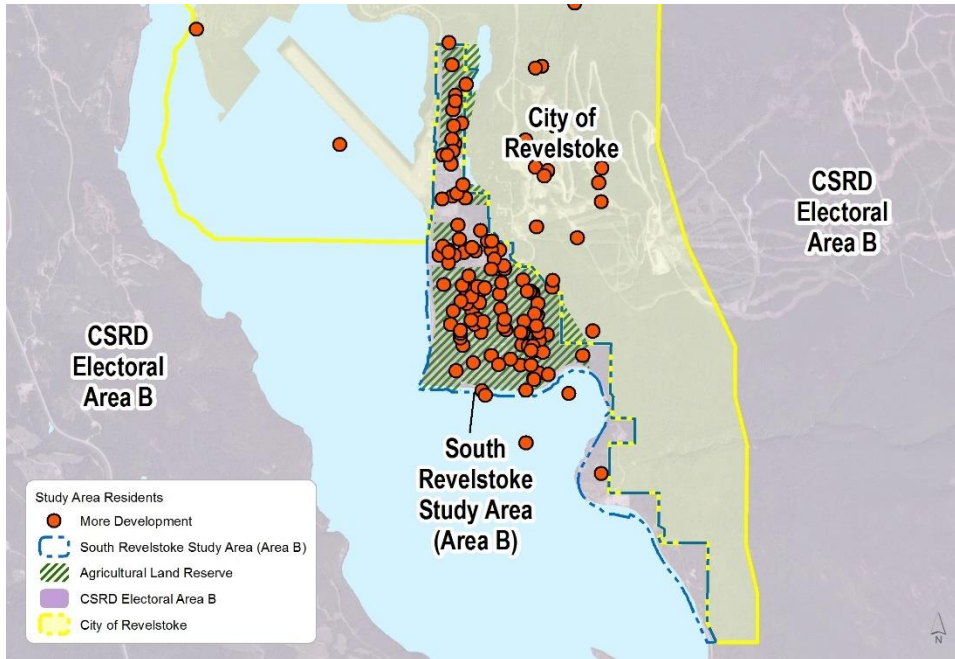 City of
Revelstoke
CSRD
Electoral
Area B
CSRD
Electoral
Area B
South
Revelstoke
Study Area
(Area B)
Study Area Residents
More Development
South Revelstoke Study Area (Area B)
Agricultural Land Reserve
CSRD Electoral Area B
City of Revelstoke
N